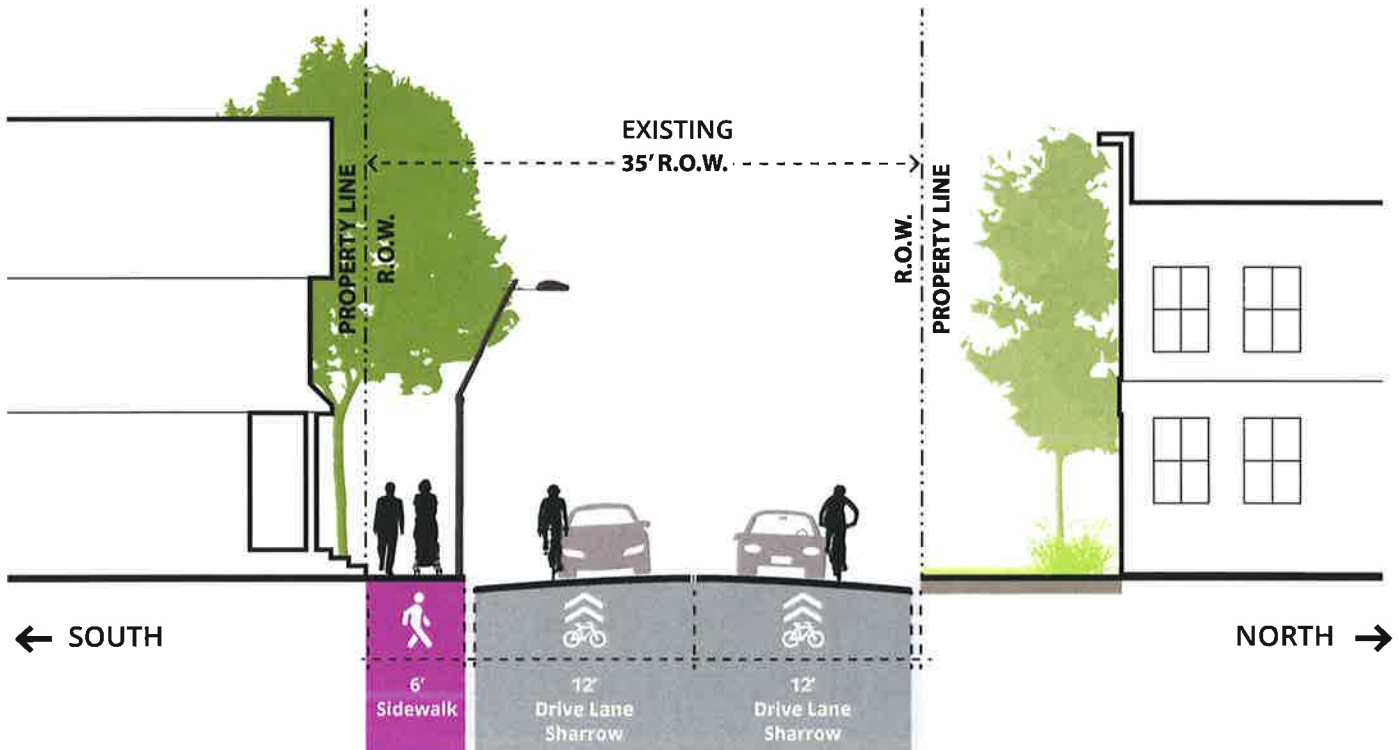 EXISTING
35' R.O.W.
PROPERTY LINE
R.O.W.
R.O.W.
PROPERTY LINE
← SOUTH
NORTH →
6'
Sidewalk
12'
Drive Lane
Sharrow
12'
Drive Lane
Sharrow